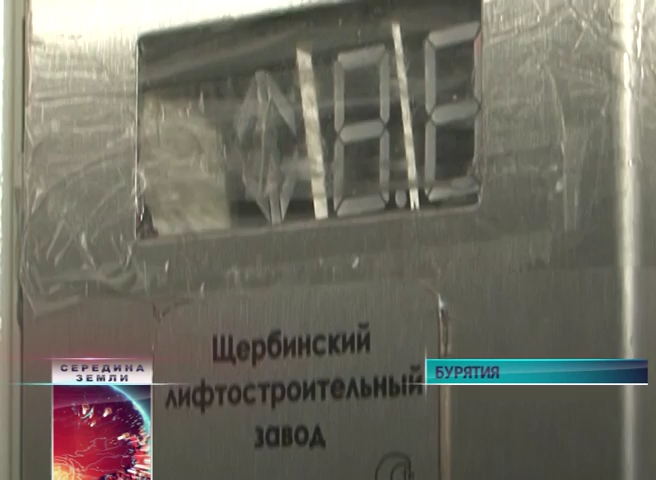 Щербинский
лифтостроительный
завод
СЕРЕДИНА
ЗЕМЛИ
БУРЯТИЯ